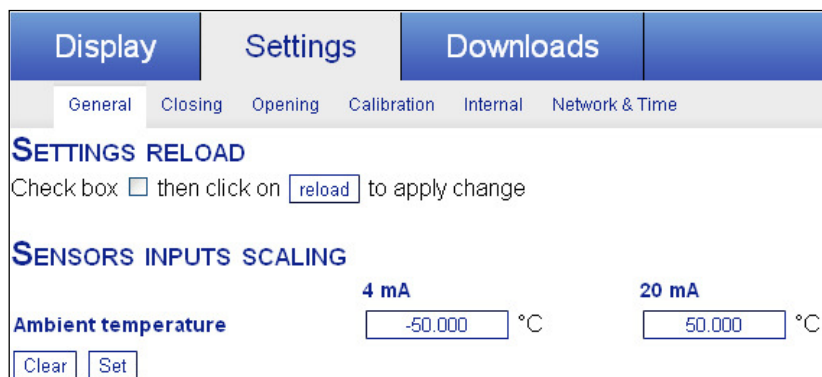 Display Settings Downloads
General Closing Opening Calibration Internal Network & Time
SETTINGS RELOAD
Check box then click on reload to apply change
SENSORS INPUTS SCALING
4 mA 20 mA
Ambient temperature -50.000 °C 50.000 °C
Clear Set